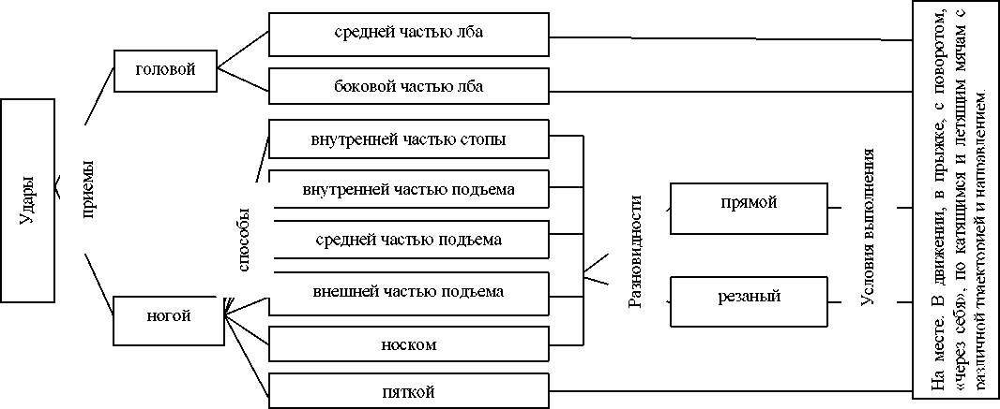 Удары
приемы
головой
ногой
способы
средней частью лба
боковой частью лба
внутренней частью стопы
внутренней частью подъема
средней частью подъема
внешней частью подъема
носком
пяткой
Разновидности
прямой
резаный
Условия выполнения
На месте. В движении, в прыжке, с поворотом,
«через себя», по катящимся и летящим мячам с
различной траекторией и направлением.